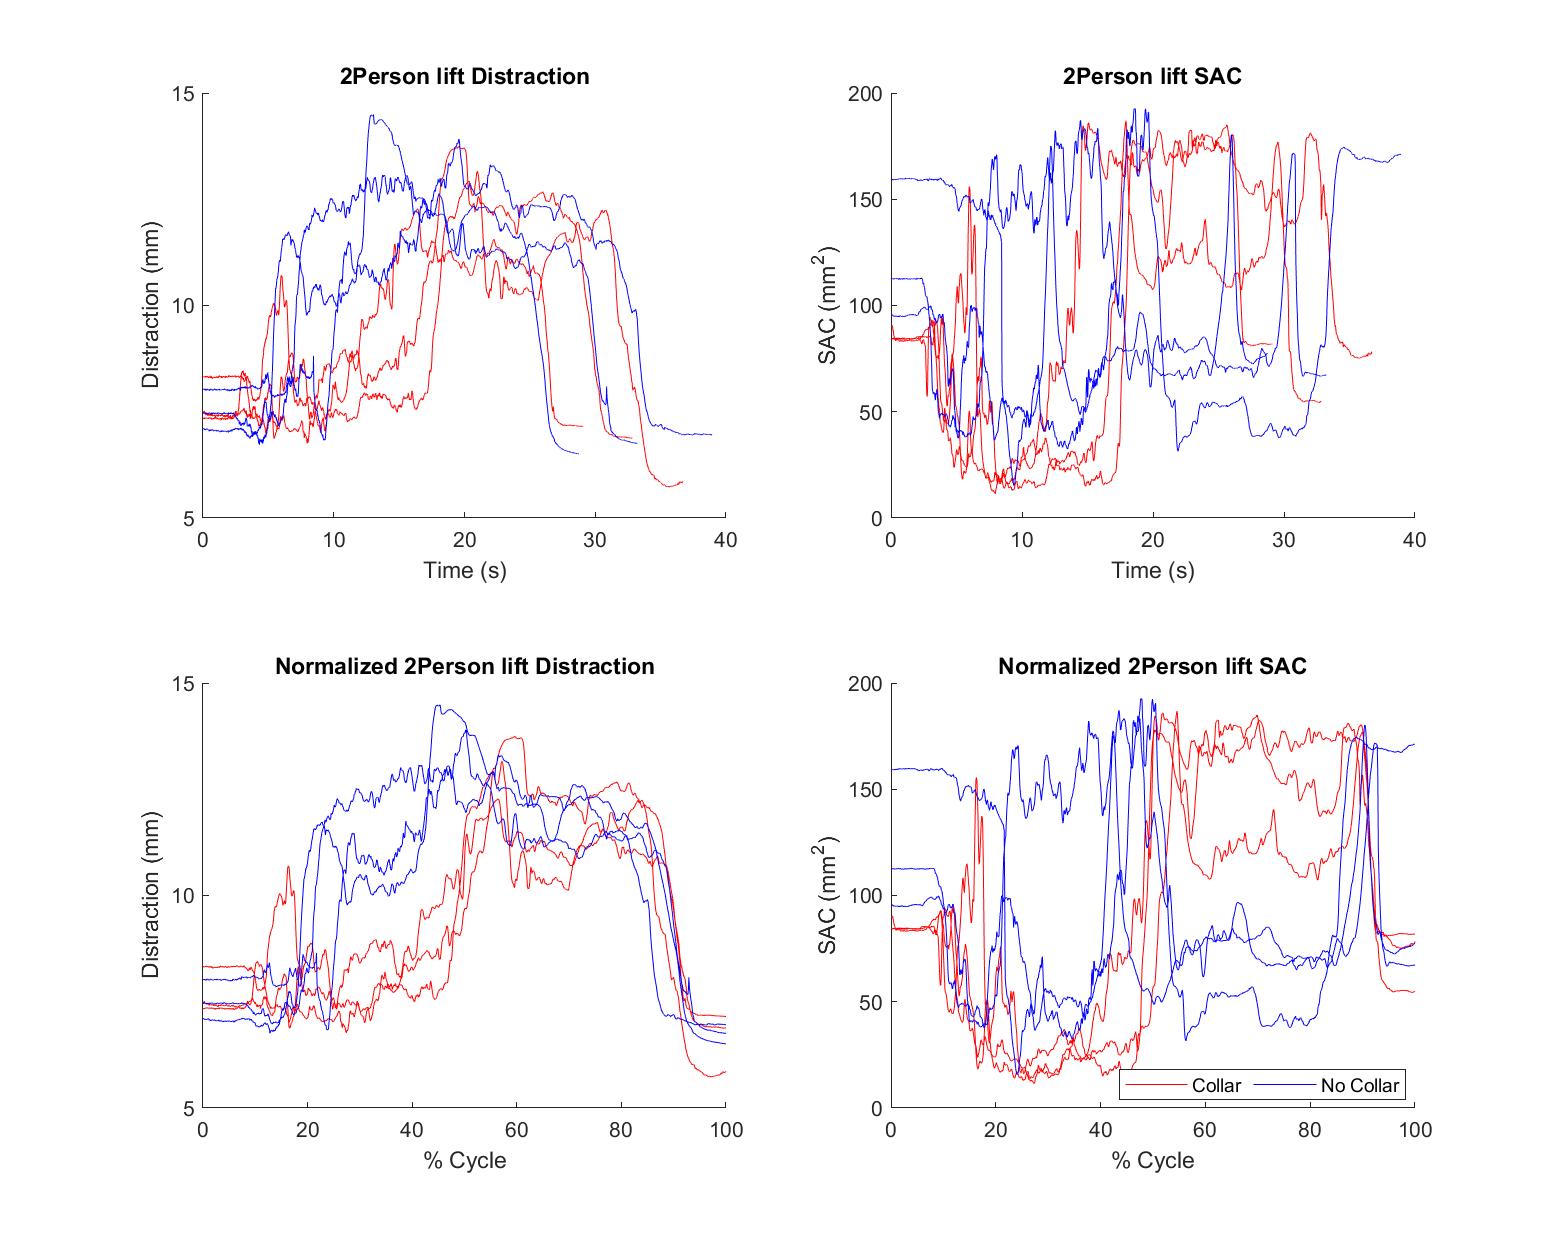 2Person lift Distraction
15
10
5
Distraction (mm)
0 10 20 30 40
Time (s)
2Person lift SAC
200
150
100
50
0
SAC (mm²)
0 10 20 30 40
Time (s)
Normalized 2Person lift Distraction
15
10
5
Distraction (mm)
0 20 40 60 80 100
% Cycle
Normalized 2Person lift SAC
200
150
100
50
0
SAC (mm²)
Collar No Collar
0 20 40 60 80 100
% Cycle